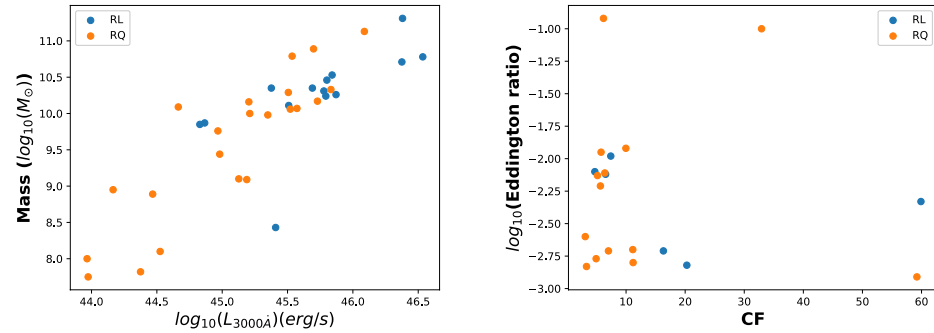 RL
RQ
11.0
10.5
10.0
9.5
9.0
8.5
8.0
Mass (log10(M⊙))
44.0 44.5 45.0 45.5 46.0 46.5
log10(L3000Å)(erg/s)
RL
RQ
−1.00
−1.25
−1.50
−1.75
−2.00
−2.25
−2.50
−2.75
−3.00
log10(Eddington ratio)
10 20 30 40 50 60
CF